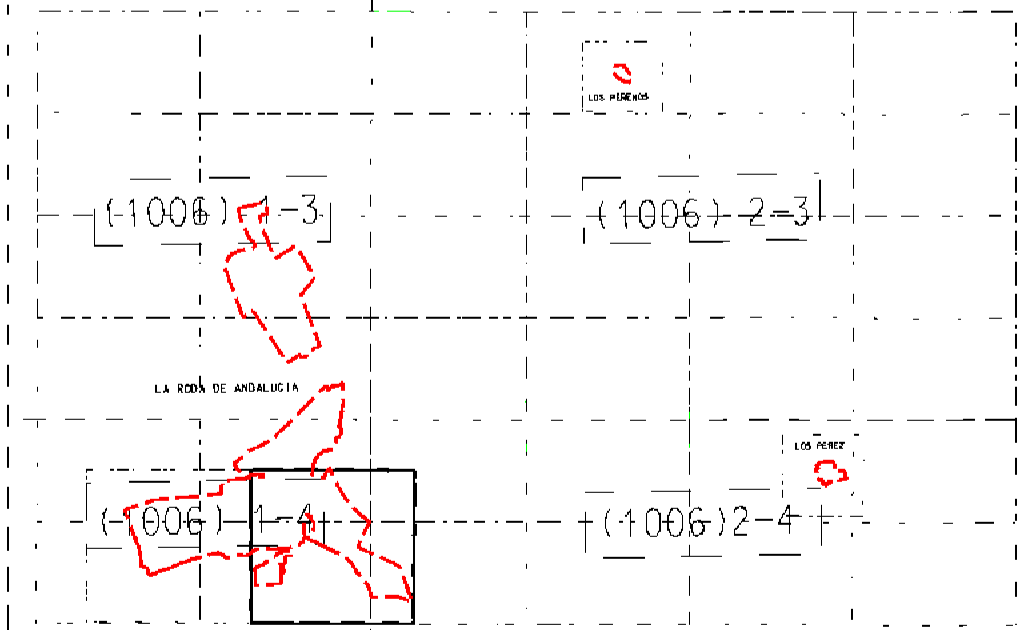 LOS PERENOS
(1006) 1-3
(1006) 2-3
LA RODA DE ANDALUCIA
LOS PEREZ
(1006) 1-4
(1006)2-4